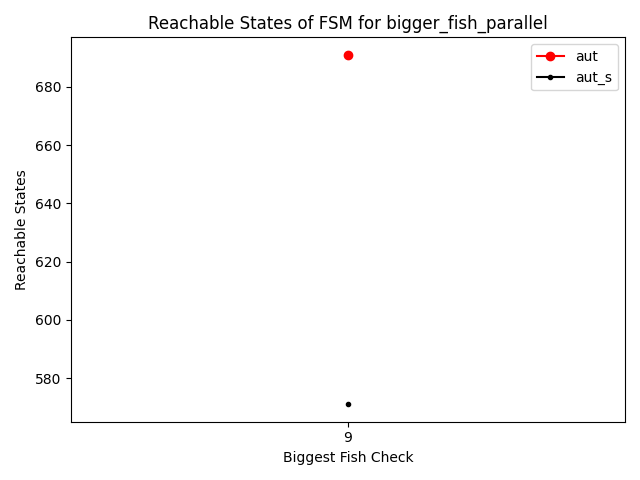 Reachable States of FSM for bigger_fish_parallel
aut
aut_s
Reachable States
680
660
640
620
600
580
9
Biggest Fish Check